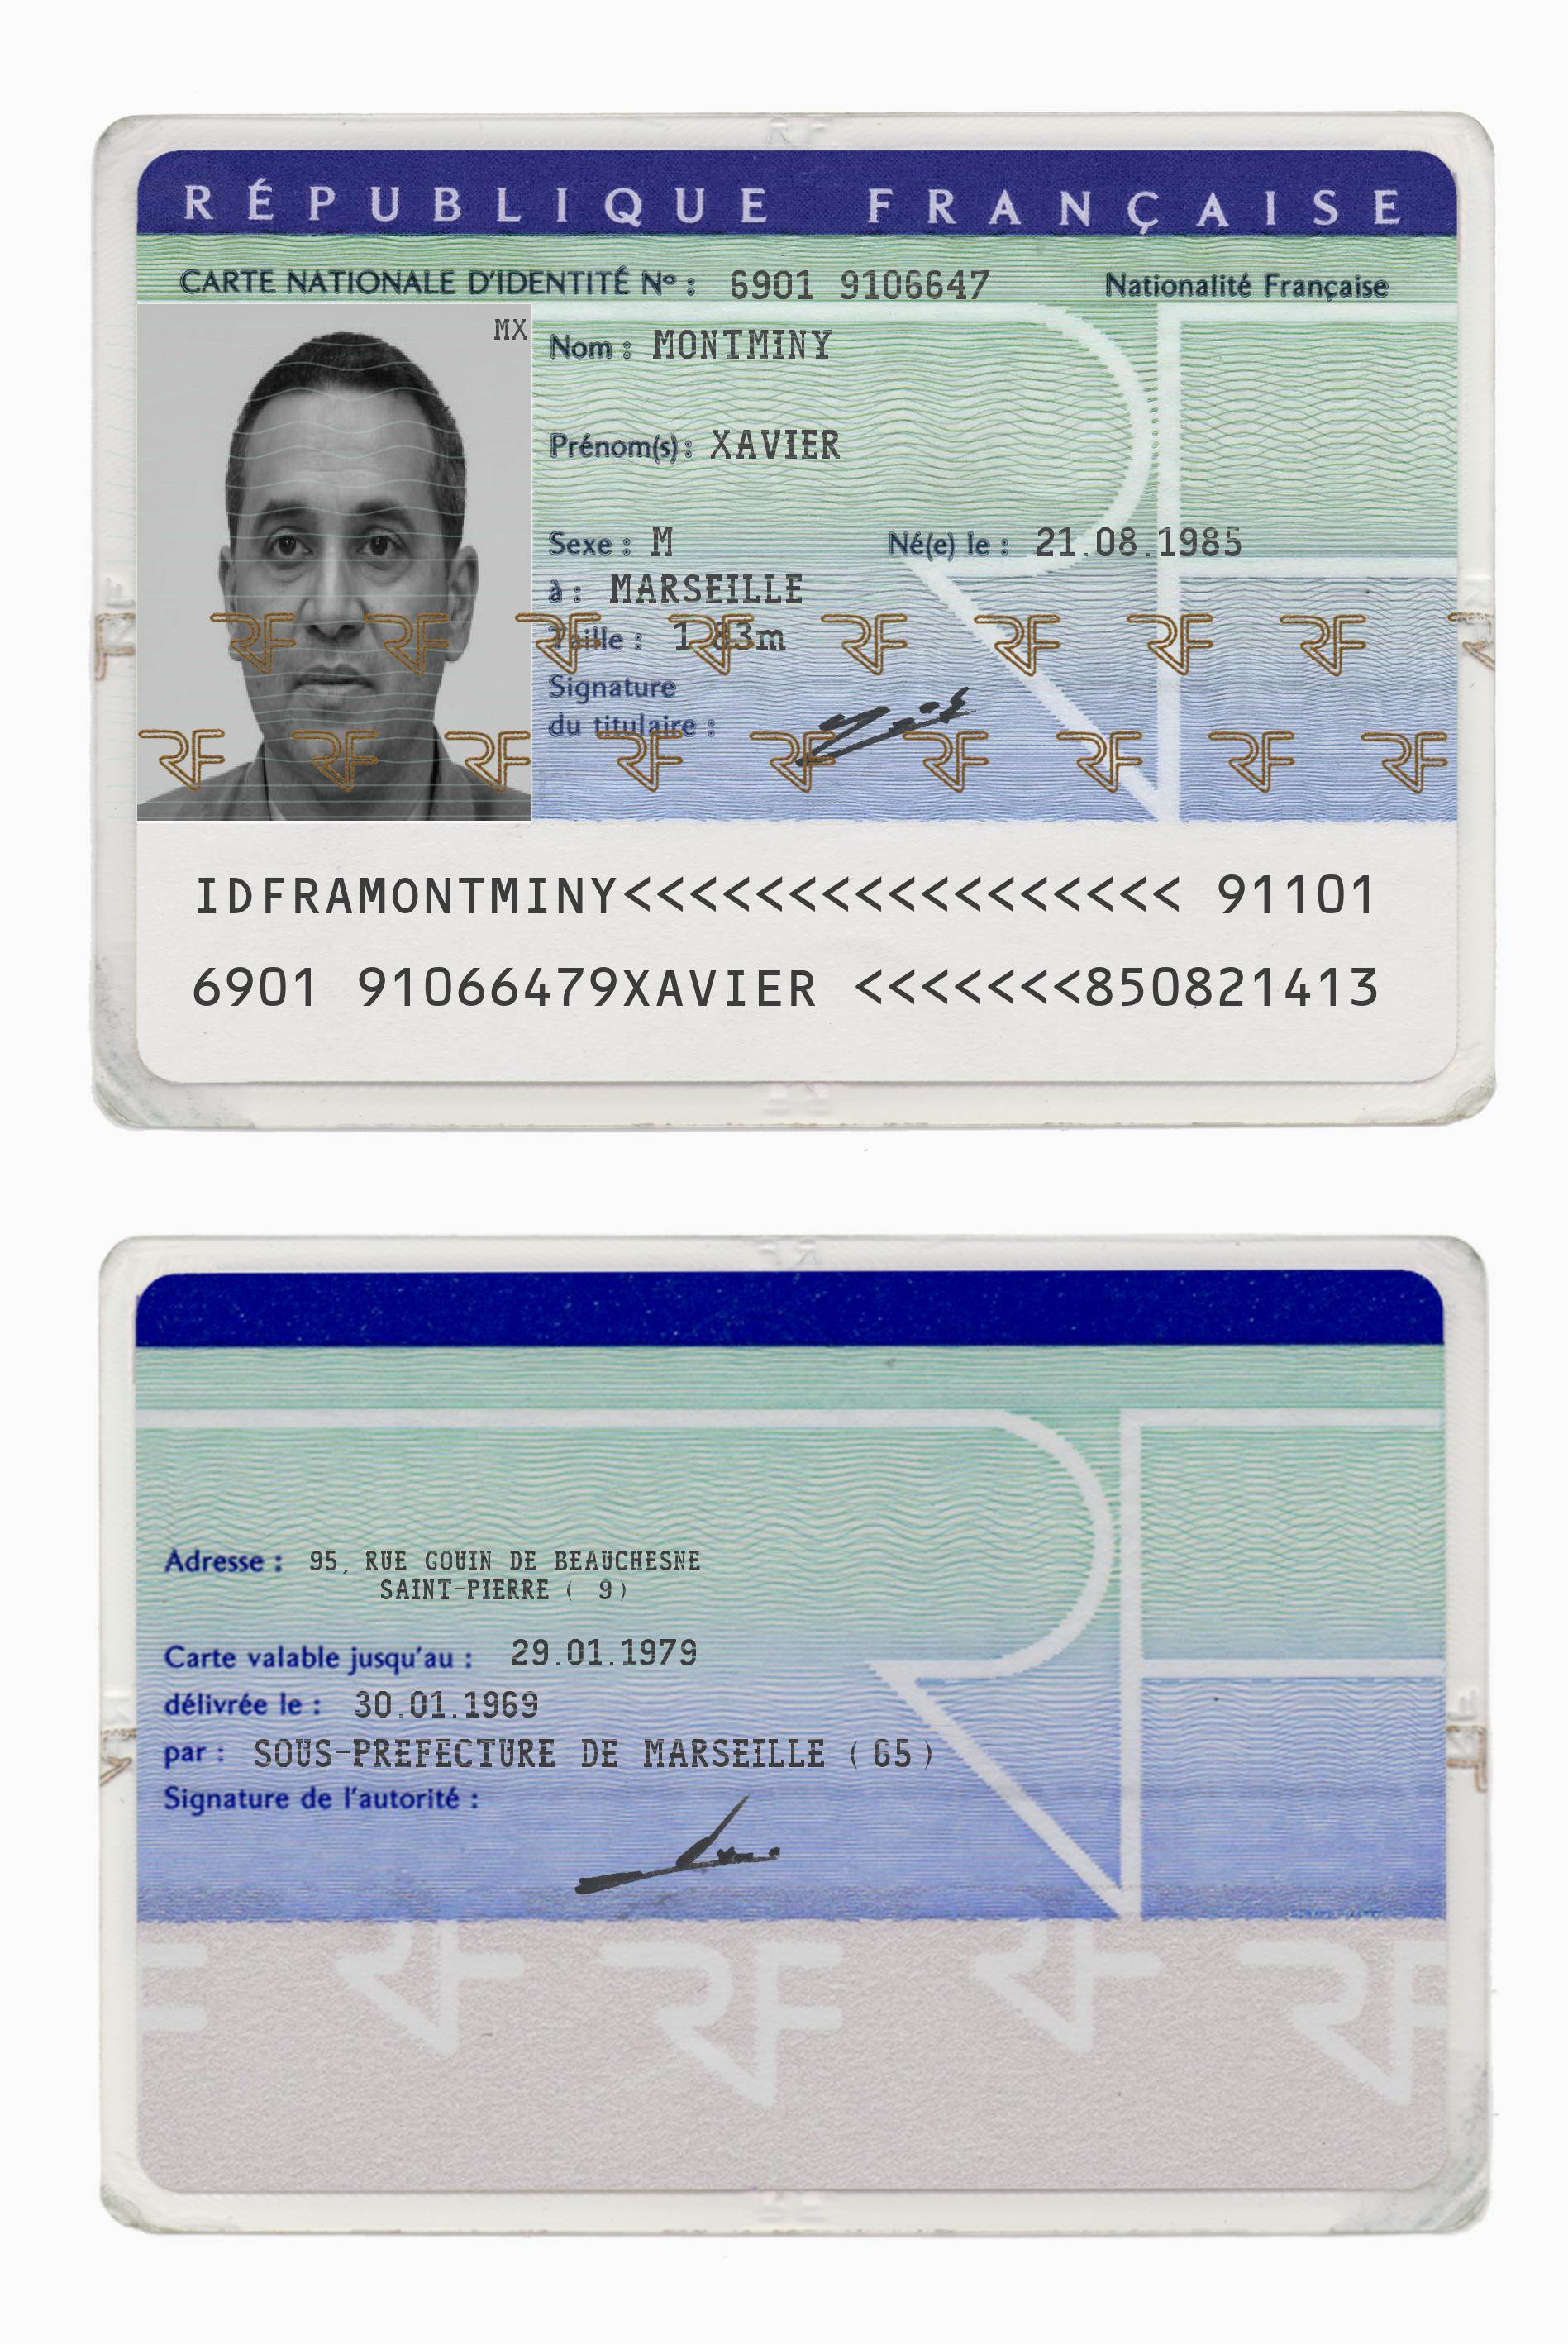 RÉPUBLIQUE FRANÇAISE
CARTE NATIONALE D'IDENTITÉ Nº : 6901 9106647 Nationalité Française
MX
Nom : MONTMINY
Prénom(s) : XAVIER
Sexe : M Né(e) le : 21.08.1985
à : MARSEILLE
Taille : 1,83m
Signature
du titulaire :
IDFRAMONTMINY<<<<<<<<<<<<<<<<< 91101
6901 91066479XAVIER <<<<<<<850821413
Adresse : 95, RUE GOUIN DE BEAUCHESNE
SAINT-PIERRE ( 9)
Carte valable jusqu'au : 29.01.1979
délivrée le : 30.01.1969
par : SOUS-PREFECTURE DE MARSEILLE (65)
Signature de l'autorité :